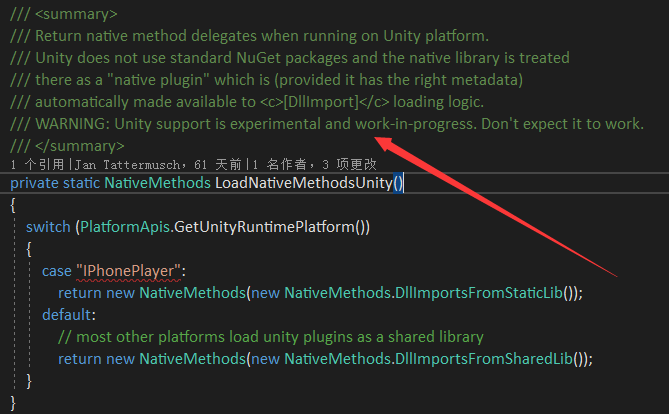 /// <summary>
/// Return native method delegates when running on Unity platform.
/// Unity does not use standard NuGet packages and the native library is treated
/// there as a "native plugin" which is (provided it has the right metadata)
/// automatically made available to <c>[DllImport]</c> loading logic.
/// WARNING: Unity support is experimental and work-in-progress. Don't expect it to work.
/// </summary>
1 个引用|Jan Tattermusch，61 天前|1 名作者，3 项更改
private static NativeMethods LoadNativeMethodsUnity()
{
switch (PlatformApis.GetUnityRuntimePlatform())
{
case "IPhonePlayer":
return new NativeMethods(new NativeMethods.DllImportsFromStaticLib());
default:
// most other platforms load unity plugins as a shared library
return new NativeMethods(new NativeMethods.DllImportsFromSharedLib());
}
}